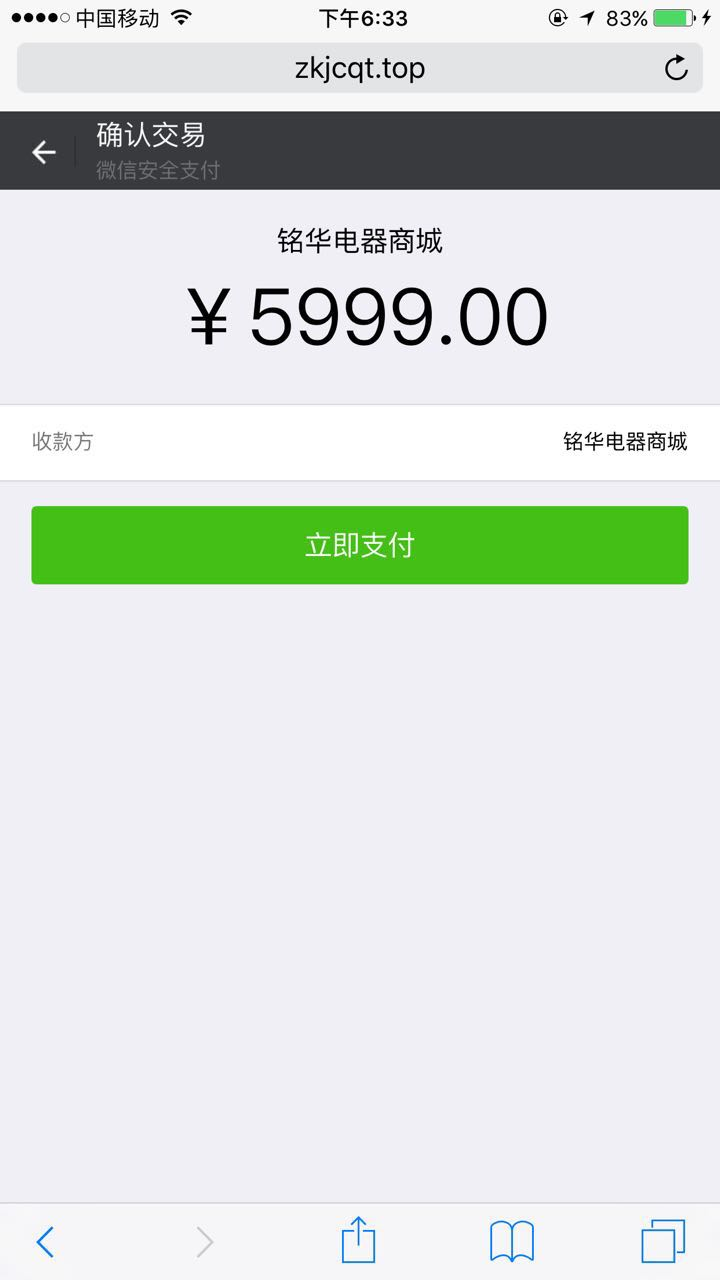 中国移动 下午6:33 83%
zkjcqt.top
确认交易
微信安全支付
铭华电器商城
¥5999.00
收款方 铭华电器商城
立即支付